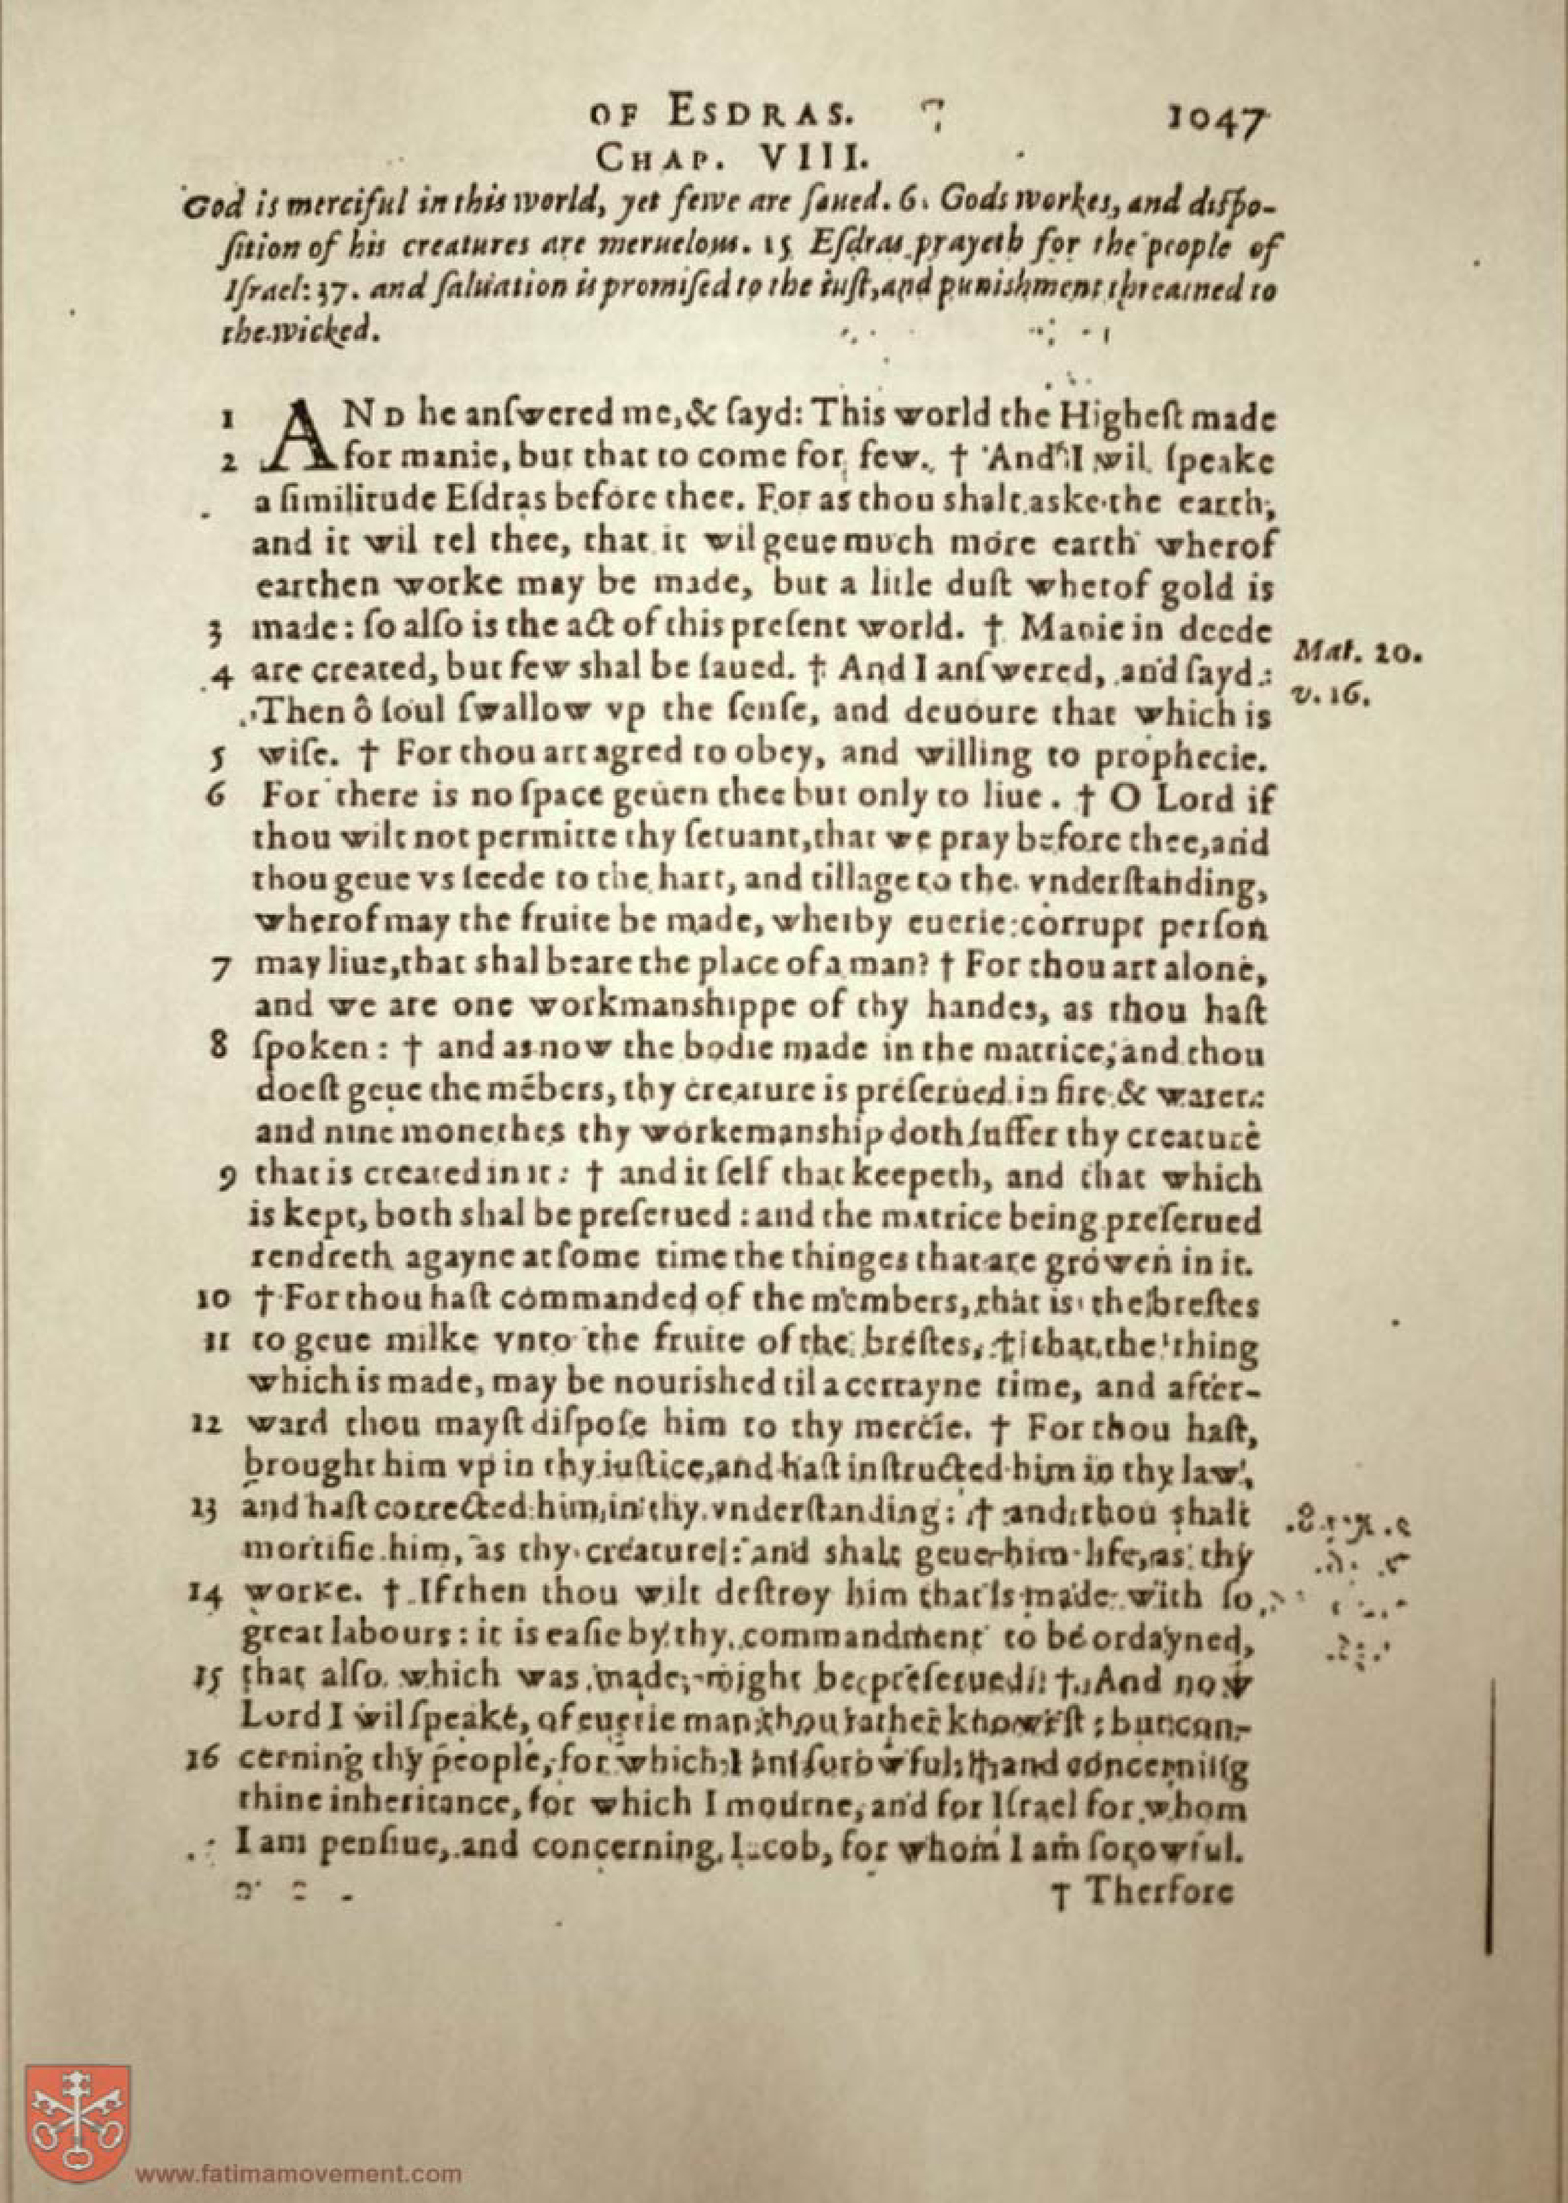 OF ESDRAS. 1047
CHAP. VIII.
God is merciful in this world, yet fewe are ſaued. 6. Gods workes, and diſpo-
ſition of his creatures are meruelous. 15 Eſdras prayeth for the people of
Iſrael: 37. and ſaluation is promiſed to the iuſt, and punishment threatned to
the wicked.
1 AND he anſwered me, & ſayd: This world the Higheſt made
2 for manie, but that to come for few. † And I wil ſpeake
a ſimilitude Eſdras before thee. For as thou shalt aske the earth,
and it wil tel thee, that it wil geue much more earth wherof
earthen worke may be made, but a litle duſt wherof gold is
3 made: ſo alſo is the act of this preſent world. † Manie in deede
Mat. 20.
4 are created, but few shal be ſaued. † And I anſwered, and ſayd:
v. 16.
Then ô ſoul ſwallow vp the ſenſe, and deuoure that which is
5 wiſe. † For thou art agred to obey, and willing to prophecie.
6 For there is no ſpace geuen thee but only to liue. † O Lord if
thou wilt not permitte thy ſeruant, that we pray before thee, and
thou geue vs ſeede to the hart, and tillage to the vnderſtanding,
wherof may the fruite be made, wherby euerie corrupt perſon
7 may liue, that shal beare the place of a man? † For thou art alone,
and we are one workmanshippe of thy handes, as thou haſt
8 ſpoken: † and as now the bodie made in the matrice, and thou
doeſt geue the mẽbers, thy creature is preſerued in fire & water:
and nine monethes thy workemanship doth ſuffer thy creature
9 that is created in it: † and it ſelf that keepeth, and that which
is kept, both shal be preſerued: and the matrice being preſerued
rendreth agayne at ſome time the thinges that are growen in it.
10 † For thou haſt commanded of the members, that is the breſtes
11 to geue milke vnto the fruite of the breſtes, † that the thing
which is made, may be nourished til a certayne time, and after-
12 ward thou mayſt diſpoſe him to thy mercie. † For thou haſt,
brought him vp in thy iuſtice, and haſt inſtructed him in thy law,
13 and haſt corrected him in thy vnderſtanding: † and thou shalt
mortifie him, as thy creature: and shalt geue him life, as thy
14 worke. † If then thou wilt deſtroy him that is made with ſo
great labours: it is eaſie by thy commandment to be ordayned,
15 that alſo which was made, might be preſerued. † And now
Lord I wil ſpeake, of euerie man thou rather knoweſt: but con-
16 cerning thy people, for which I am ſorowful: † and concerning
thine inheritance, for which I mourne, and for Iſrael for whom
I am penſiue, and concerning Iacob, for whom I am ſorowful.
† Therfore
www.fatimamovement.com